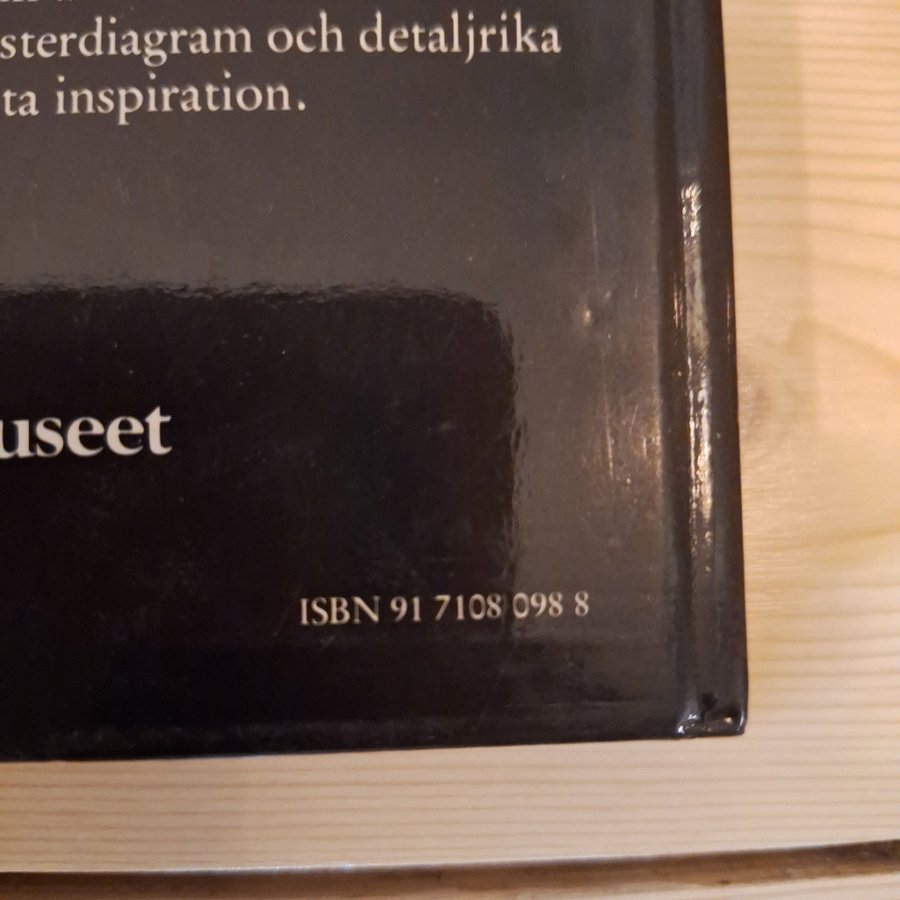 sterdiagram och detaljrika
ta inspiration.
useet
ISBN 91 7108 098 8